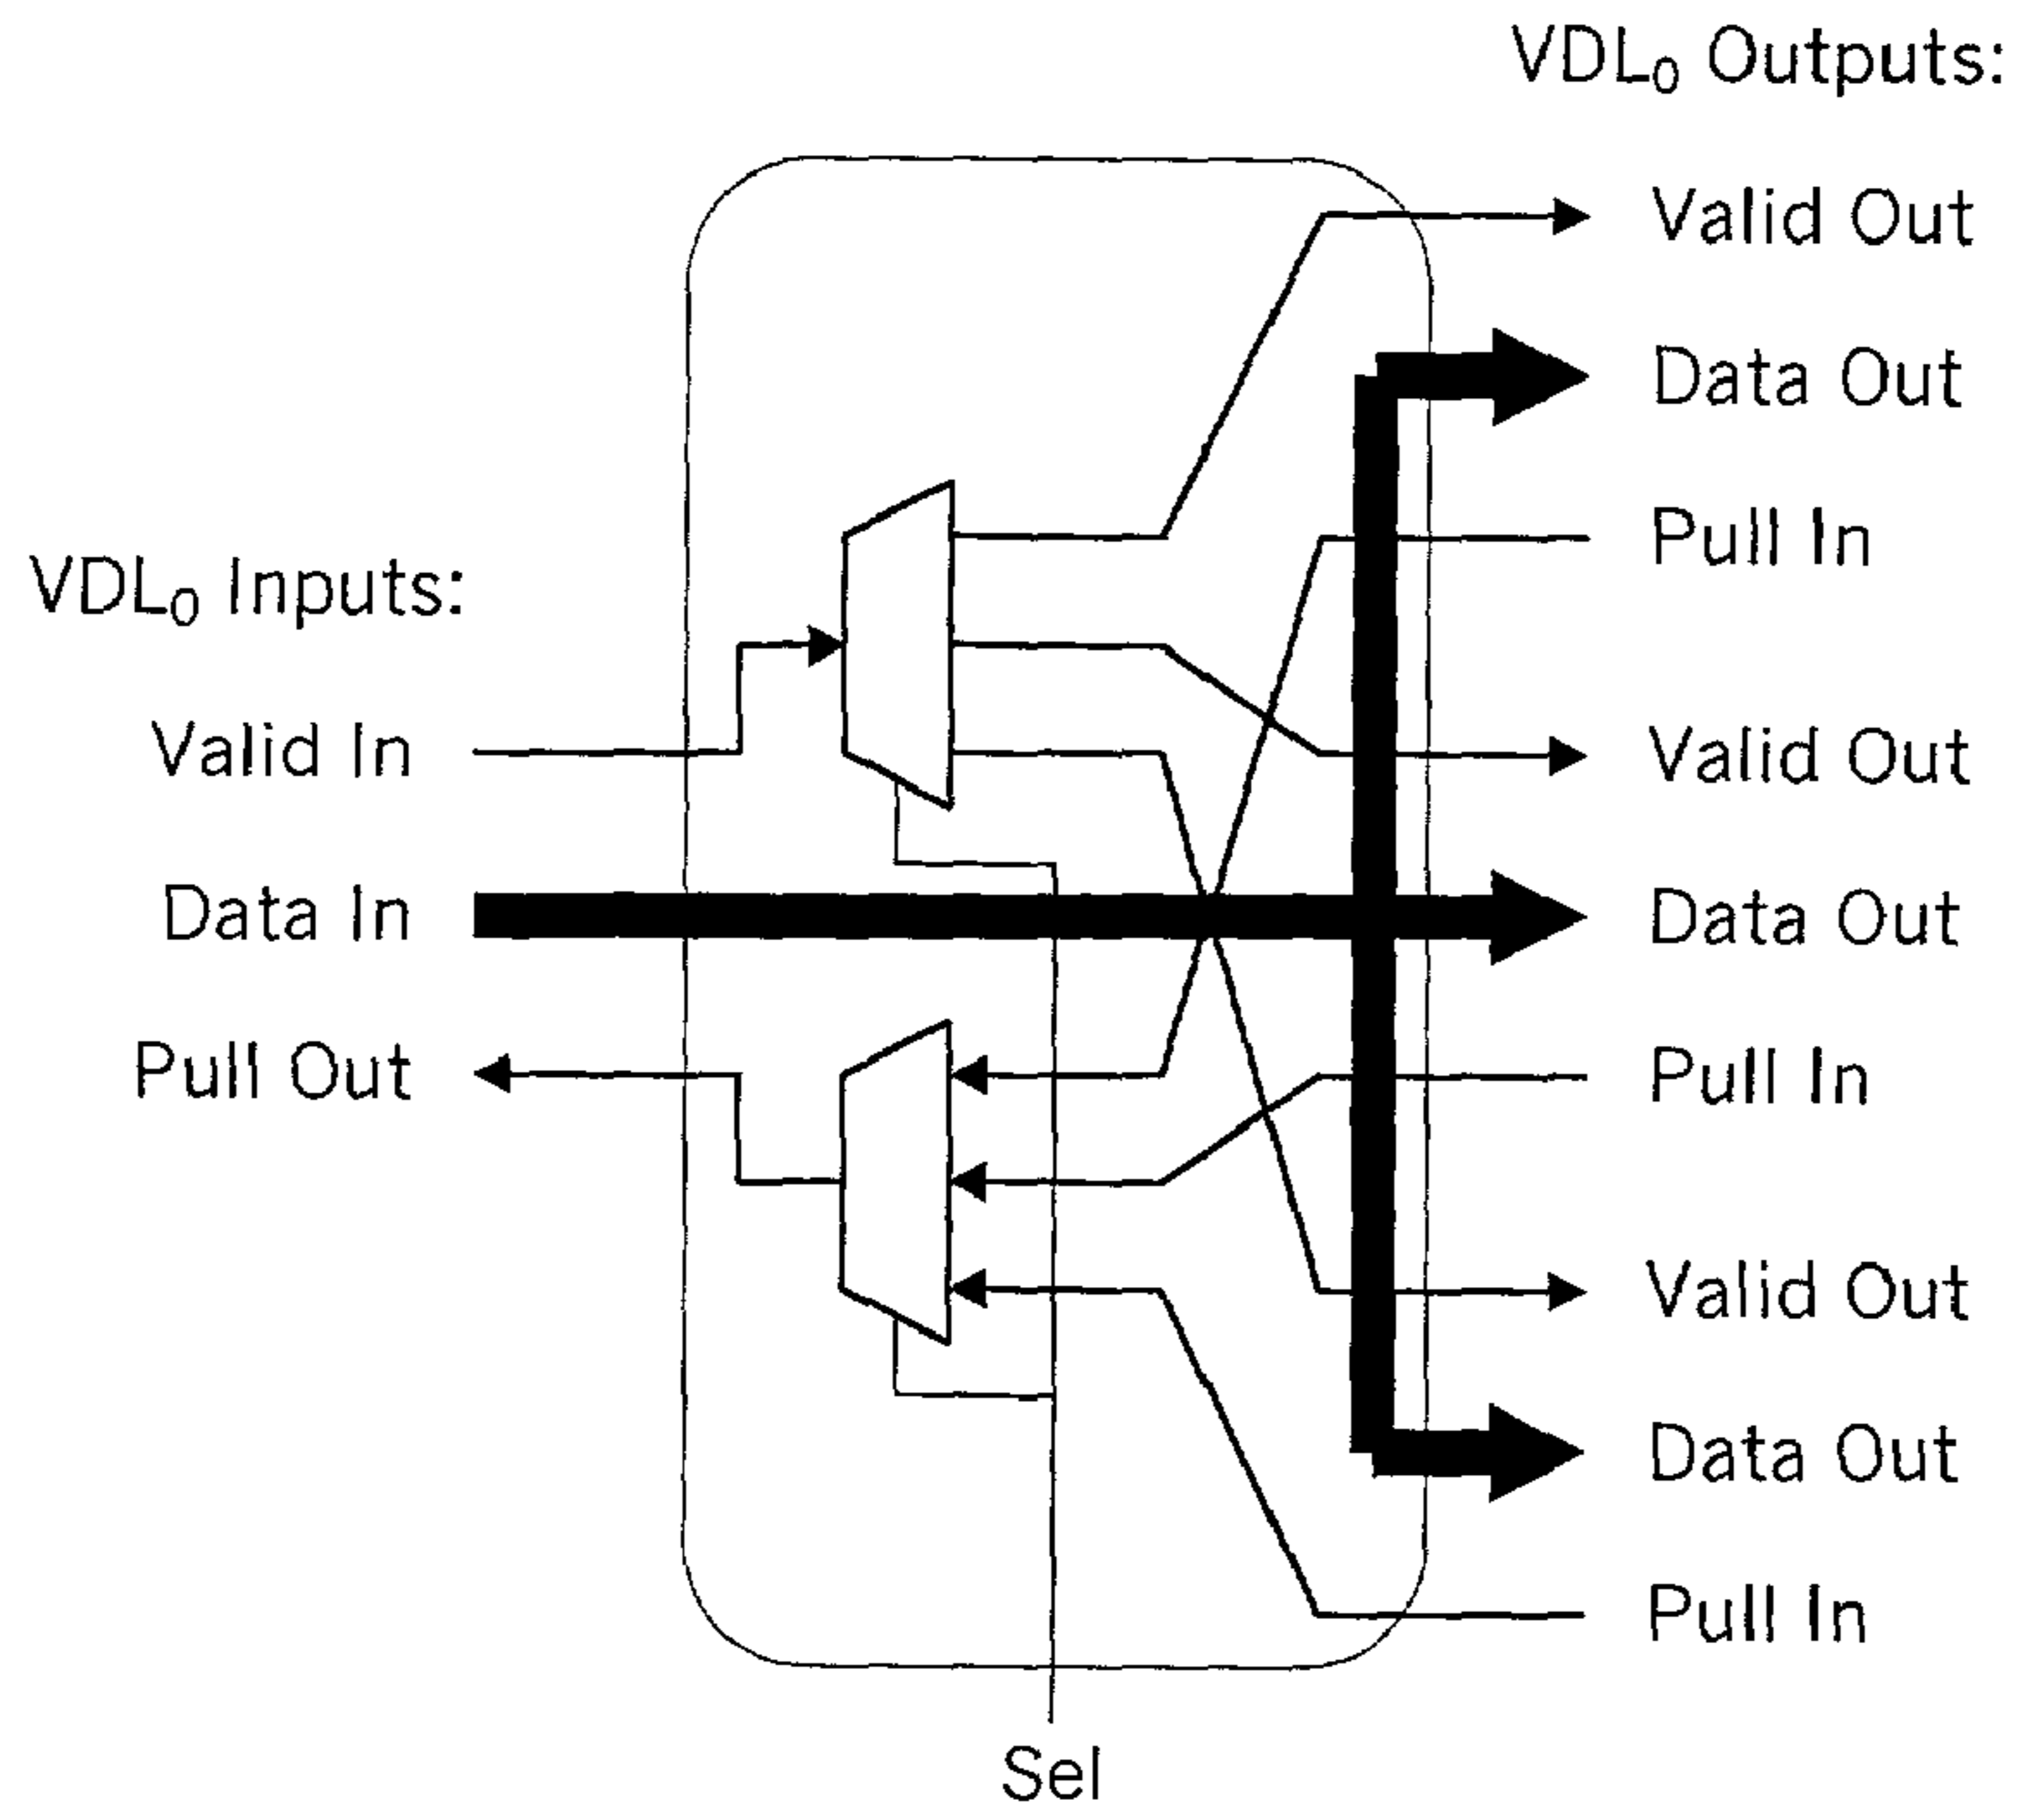 VDL₀ Outputs:
Valid Out
Data Out
Pull In
VDL₀ Inputs:
Valid In
Data In
Pull Out
Valid Out
Data Out
Pull In
Valid Out
Data Out
Pull In
Sel